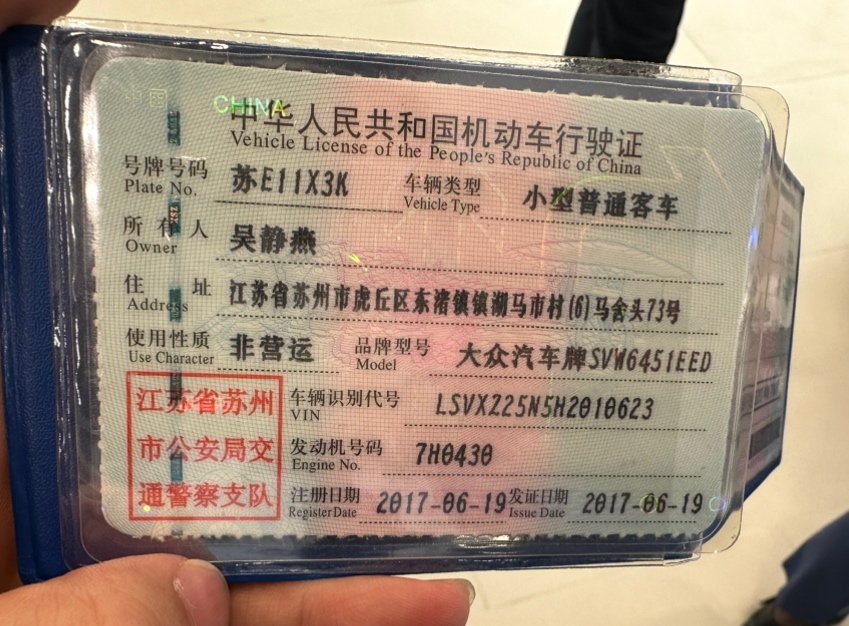 中国 CHINA
中华人民共和国机动车行驶证
Vehicle License of the People's Republic of China
号牌号码 Plate No. 苏E11X3K 车辆类型 Vehicle Type 小型普通客车
所有人 Owner 吴静燕
住址 Address 江苏省苏州市虎丘区东渚镇镇湖马市村(6)马舍头73号
使用性质 Use Character 非营运 品牌型号 Model 大众汽车牌SVW6451EED
车辆识别代号 VIN LSVXZ25N5H2010623
发动机号码 Engine No. 7H0430
注册日期 Register Date 2017-06-19 发证日期 Issue Date 2017-06-19
江苏省苏州
市公安局交
通警察支队